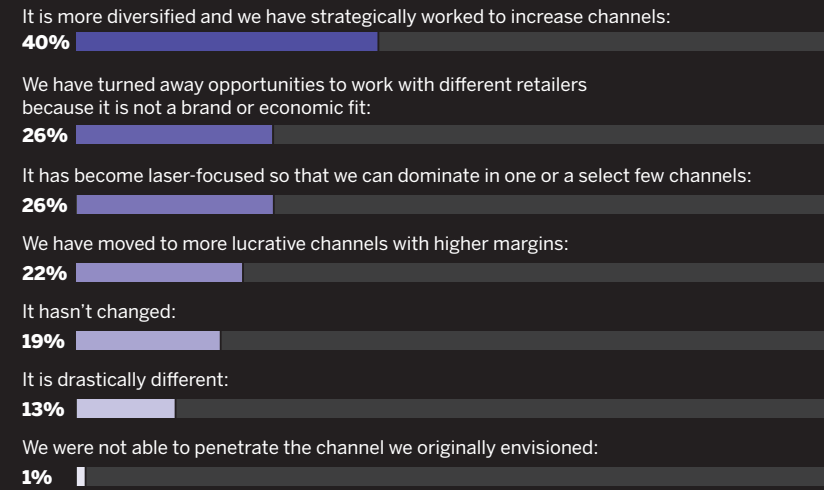 It is more diversified and we have strategically worked to increase channels:
40%
We have turned away opportunities to work with different retailers
because it is not a brand or economic fit:
26%
It has become laser-focused so that we can dominate in one or a select few channels:
26%
We have moved to more lucrative channels with higher margins:
22%
It hasn’t changed:
19%
It is drastically different:
13%
We were not able to penetrate the channel we originally envisioned:
1%